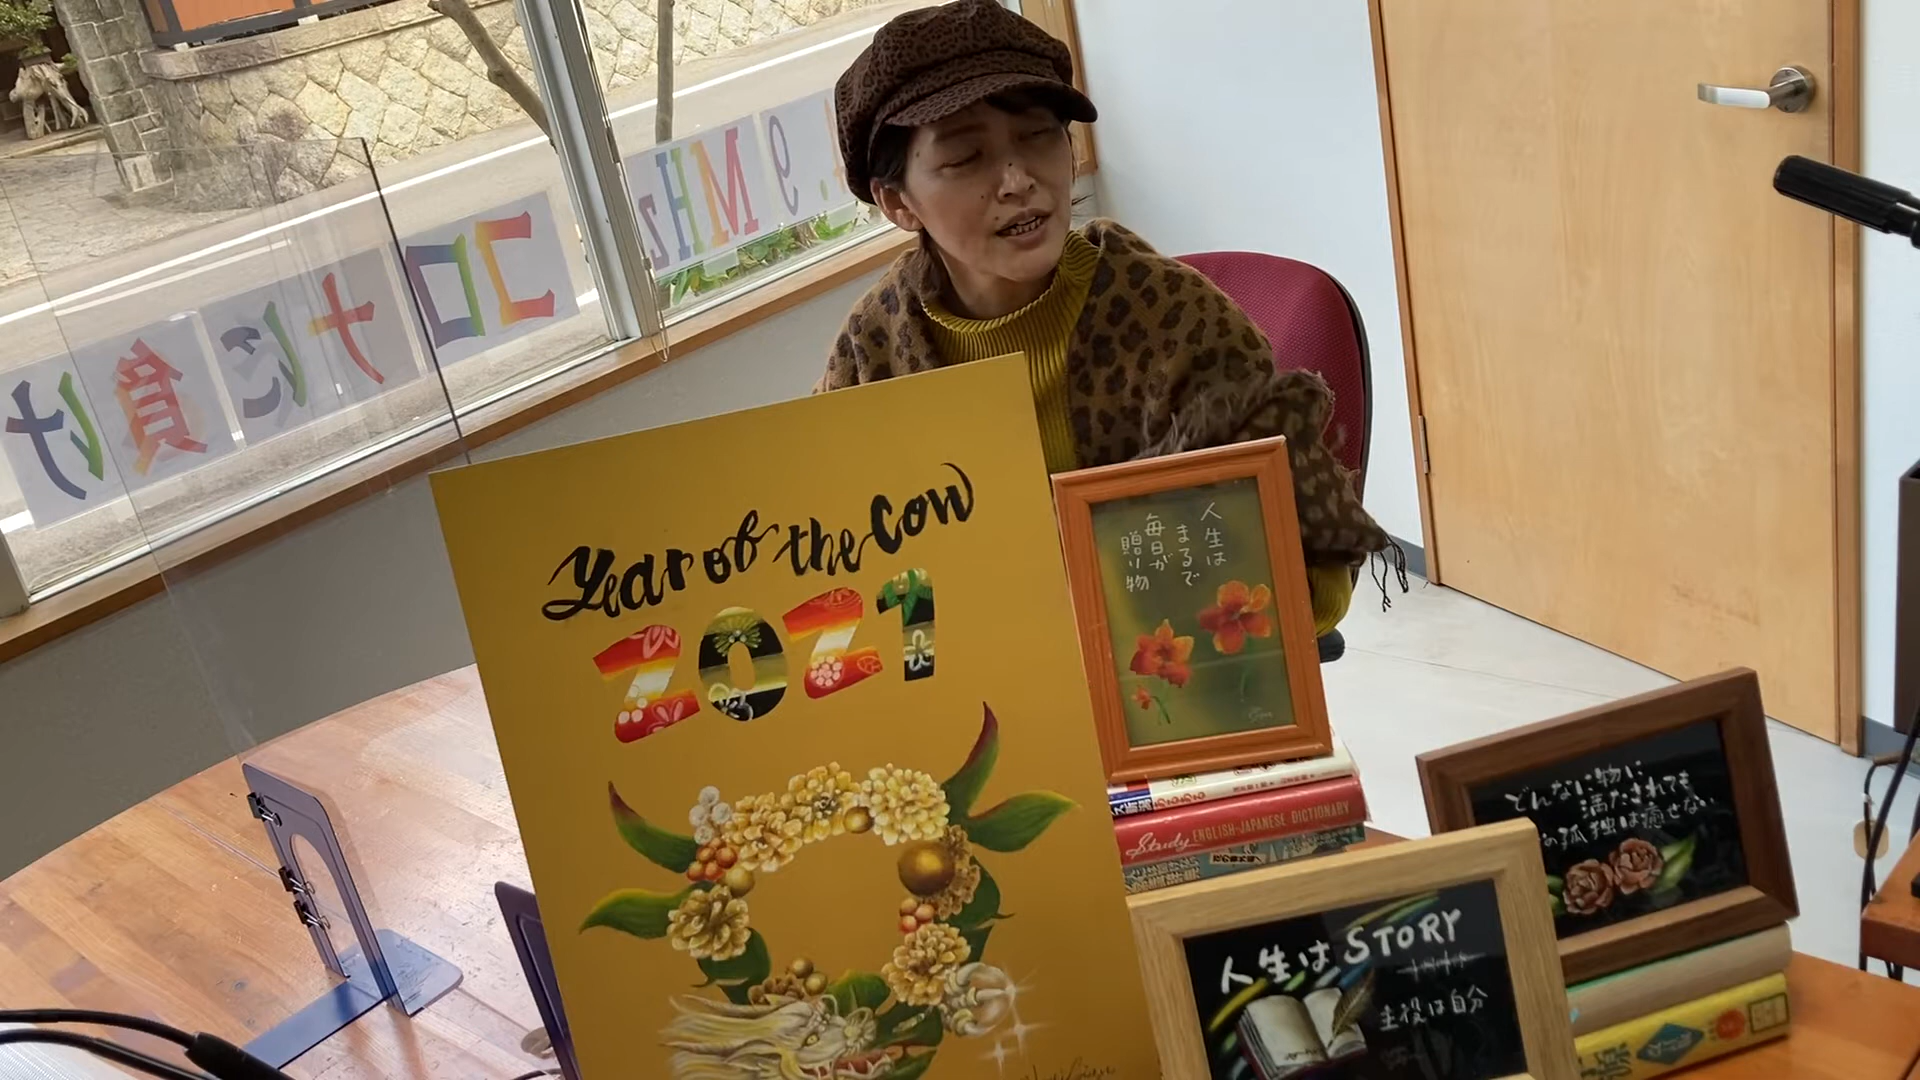 コロナに負け
.9MHz
Year of the Cow
2021
人生は
まるで
毎日が
贈り物
Study ENGLISH-JAPANESE DICTIONARY
どんなに物に
満たされても
の孤独は癒せない
人生はSTORY
主役は自分